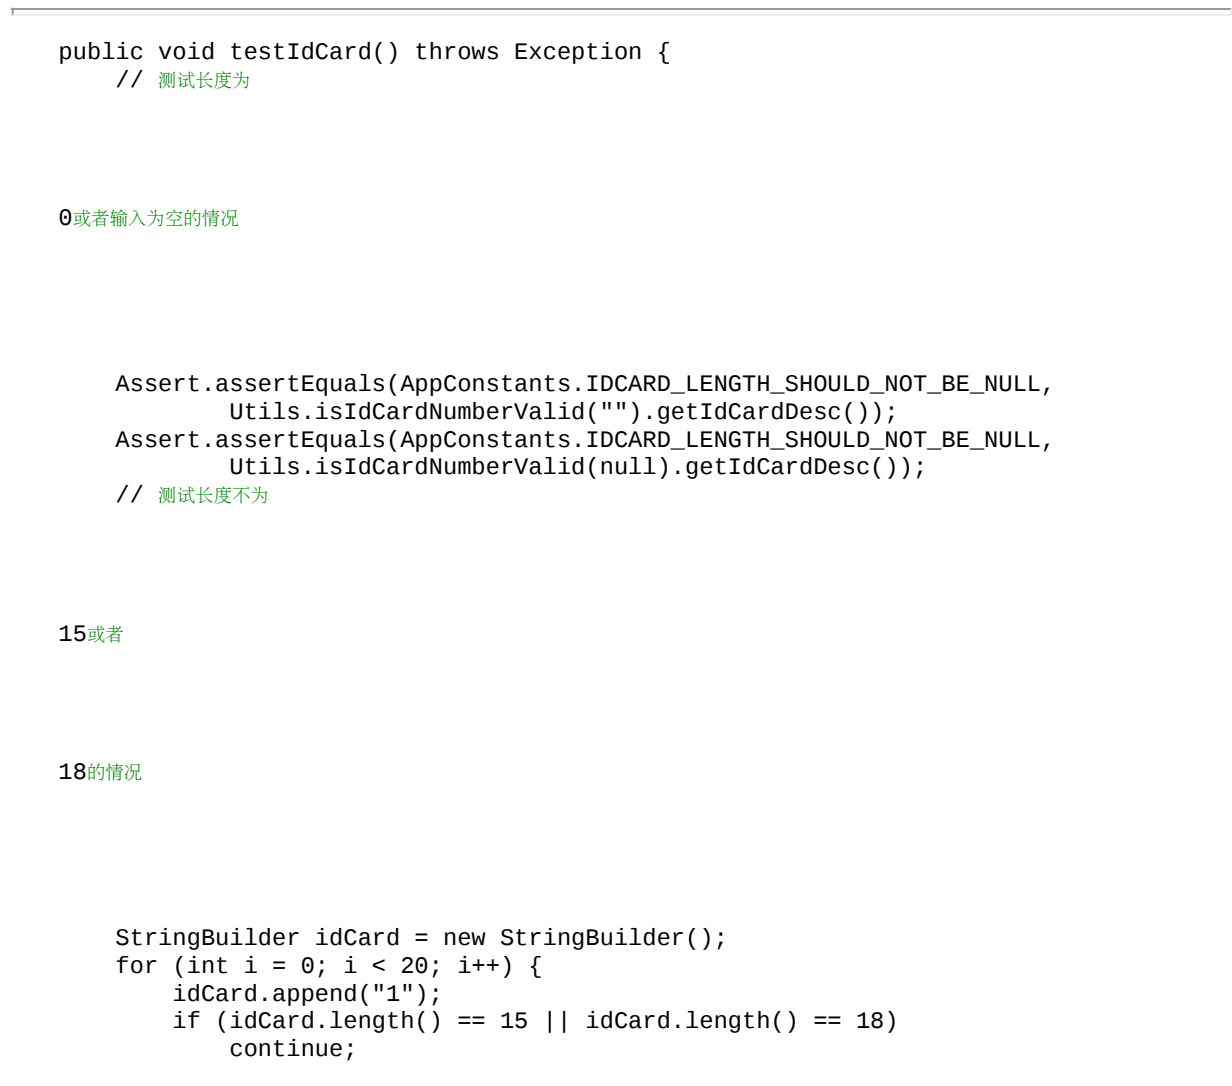 public void testIdCard() throws Exception {
// 测试长度为
0或者输入为空的情况
Assert.assertEquals(AppConstants.IDCARD_LENGTH_SHOULD_NOT_BE_NULL,
Utils.isIdCardNumberValid("").getIdCardDesc());
Assert.assertEquals(AppConstants.IDCARD_LENGTH_SHOULD_NOT_BE_NULL,
Utils.isIdCardNumberValid(null).getIdCardDesc());
// 测试长度不为
15或者
18的情况
StringBuilder idCard = new StringBuilder();
for (int i = 0; i < 20; i++) {
idCard.append("1");
if (idCard.length() == 15 || idCard.length() == 18)
continue;